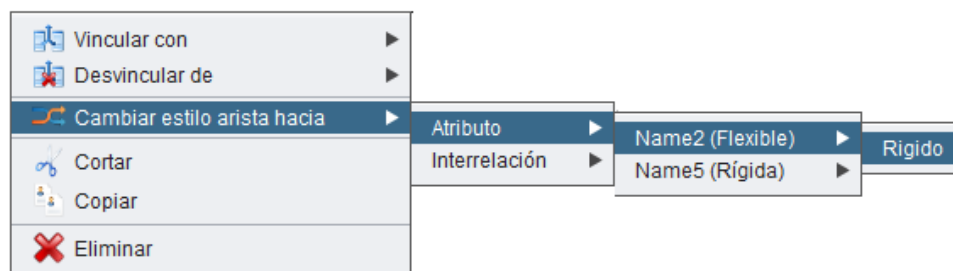 Vincular con
Desvincular de
Cambiar estilo arista hacia
Cortar
Copiar
Eliminar
Atributo
Interrelación
Name2 (Flexible)
Name5 (Rígida)
Rigido